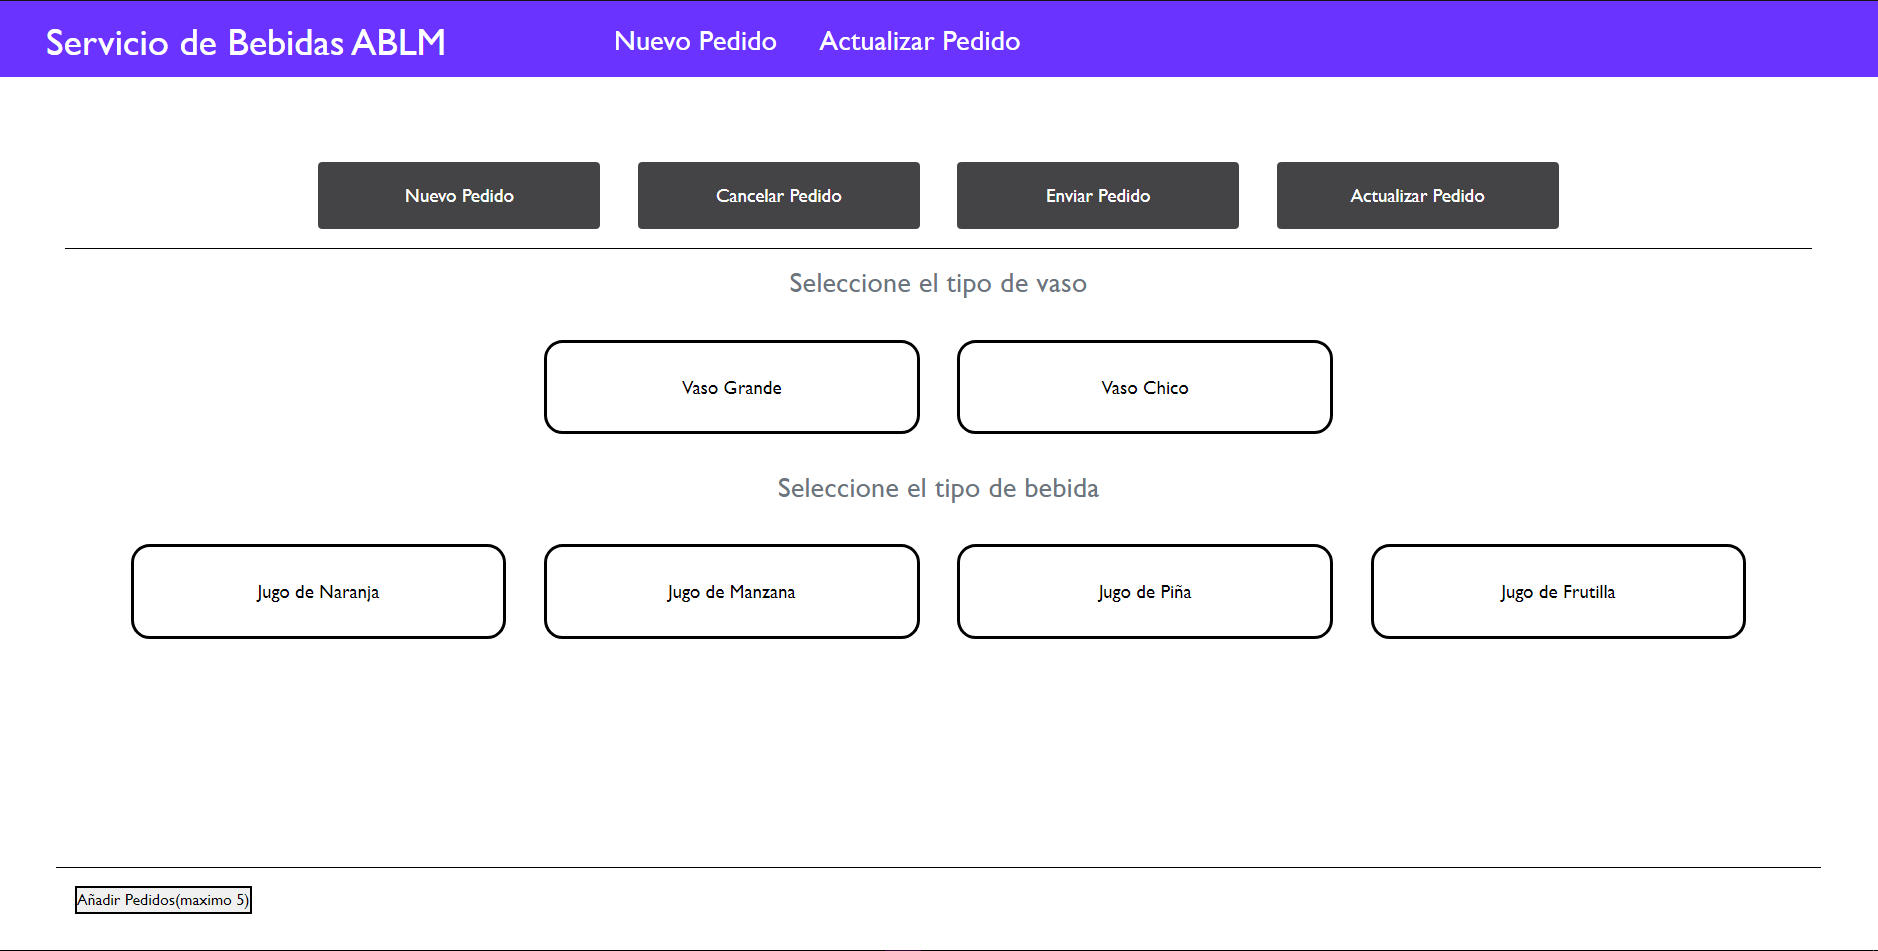 Servicio de Bebidas ABLM
Nuevo Pedido
Actualizar Pedido
Nuevo Pedido
Cancelar Pedido
Enviar Pedido
Actualizar Pedido
Seleccione el tipo de vaso
Vaso Grande
Vaso Chico
Seleccione el tipo de bebida
Jugo de Naranja
Jugo de Manzana
Jugo de Piña
Jugo de Frutilla
Añadir Pedidos(maximo 5)